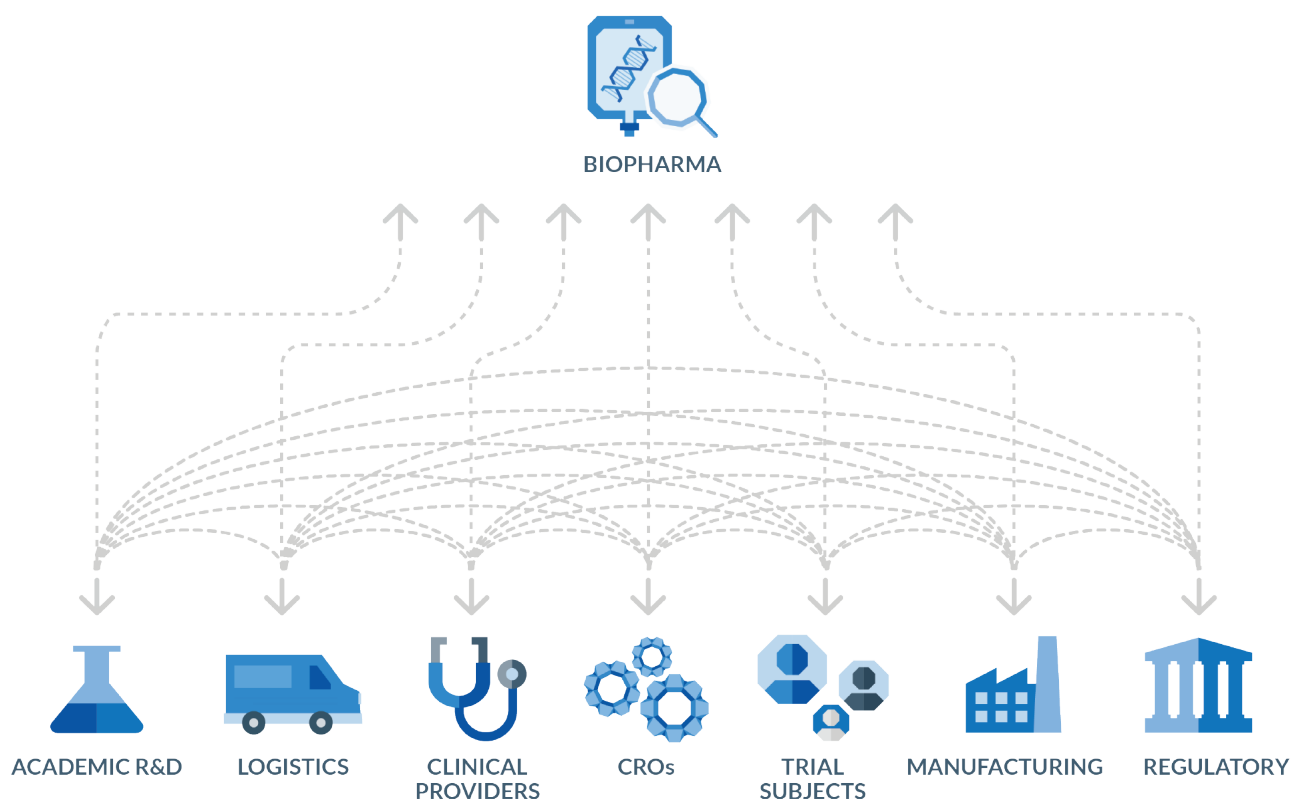 BIOPHARMA
ACADEMIC R&D
LOGISTICS
CLINICAL
PROVIDERS
CROs
TRIAL
SUBJECTS
MANUFACTURING
REGULATORY